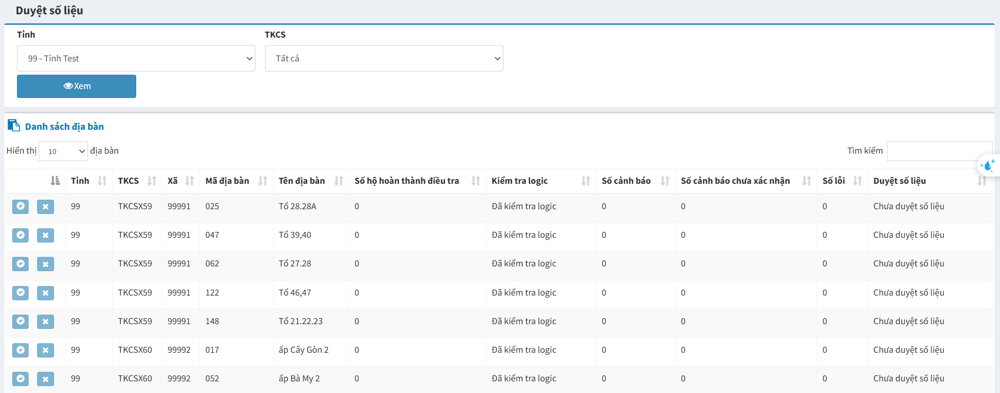 Duyệt số liệu
Tỉnh TKCS
99 - Tỉnh Test Tất cả
Xem
Danh sách địa bàn
Hiển thị 10 địa bàn Tìm kiếm
Tỉnh TKCS Xã Mã địa bàn Tên địa bàn Số hộ hoàn thành điều tra Kiểm tra logic Số cảnh báo Số cảnh báo chưa xác nhận Số lỗi Duyệt số liệu
99 TKCSX59 99991 025 Tổ 28.28A 0 Đã kiểm tra logic 0 0 0 Chưa duyệt số liệu
99 TKCSX59 99991 047 Tổ 39,40 0 Đã kiểm tra logic 0 0 0 Chưa duyệt số liệu
99 TKCSX59 99991 062 Tổ 27.28 0 Đã kiểm tra logic 0 0 0 Chưa duyệt số liệu
99 TKCSX59 99991 122 Tổ 46,47 0 Đã kiểm tra logic 0 0 0 Chưa duyệt số liệu
99 TKCSX59 99991 148 Tổ 21.22.23 0 Đã kiểm tra logic 0 0 0 Chưa duyệt số liệu
99 TKCSX60 99992 017 ấp Cây Gòn 2 0 Đã kiểm tra logic 0 0 0 Chưa duyệt số liệu
99 TKCSX60 99992 052 ấp Bà My 2 0 Đã kiểm tra logic 0 0 0 Chưa duyệt số liệu